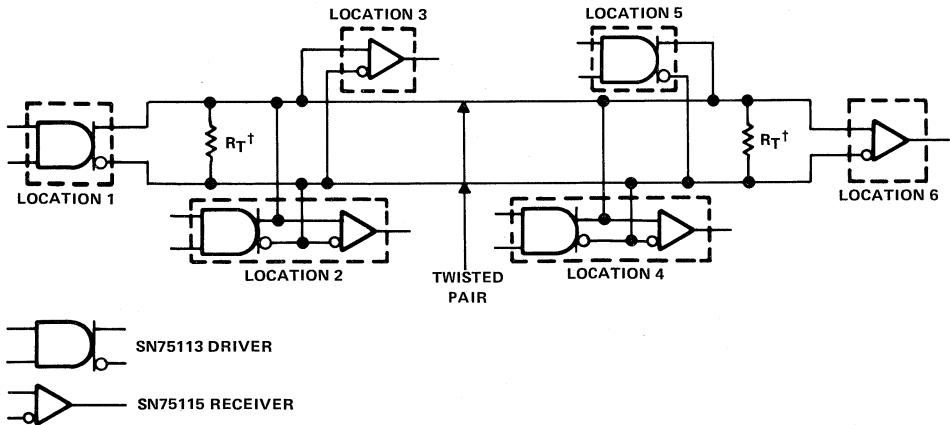 LOCATION 3
LOCATION 5
RT†
RT†
LOCATION 1
LOCATION 6
LOCATION 2
LOCATION 4
TWISTED
PAIR
SN75113 DRIVER
SN75115 RECEIVER